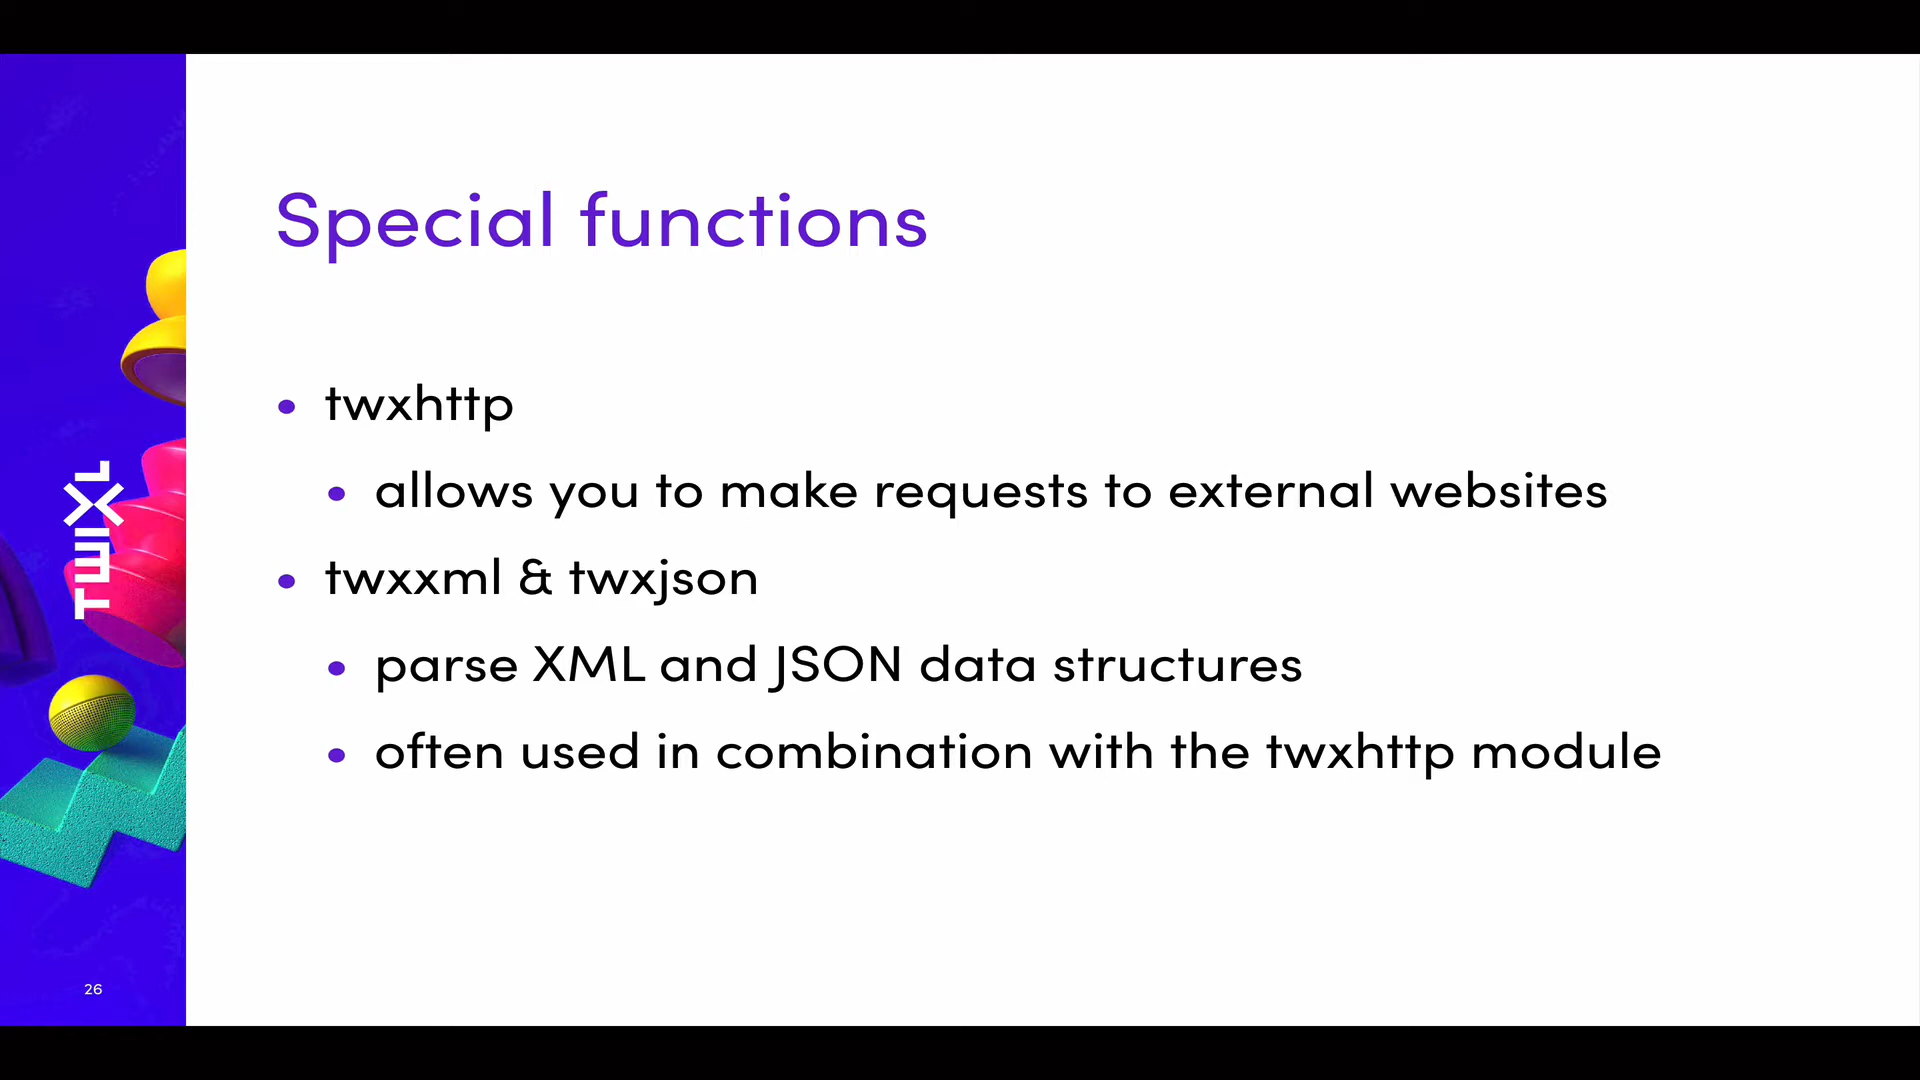 Special functions
• twxhttp
• allows you to make requests to external websites
• twxxml & twxjson
• parse XML and JSON data structures
• often used in combination with the twxhttp module
TWIXL
26